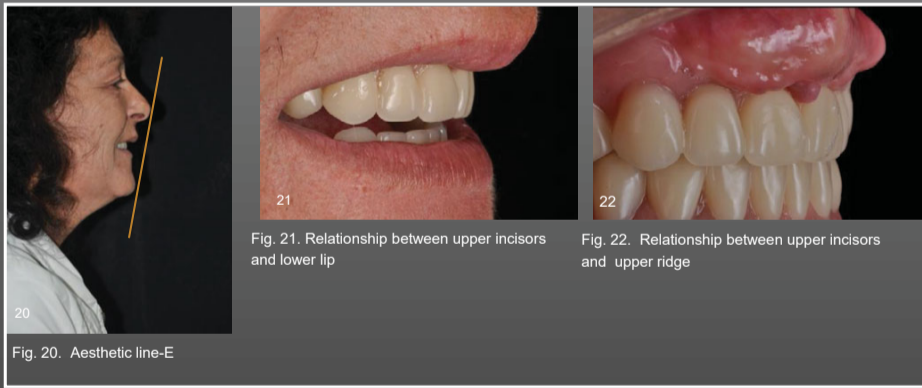 20
Fig. 20. Aesthetic line-E
21
Fig. 21. Relationship between upper incisors
and lower lip
22
Fig. 22. Relationship between upper incisors
and upper ridge